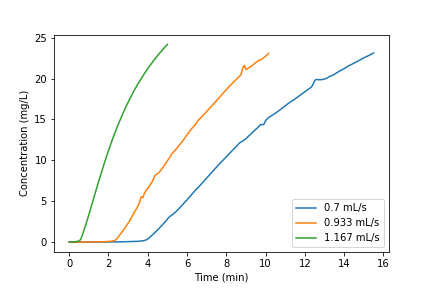 25
20
15
10
5
0
Concentration (mg/L)
0.7 mL/s
0.933 mL/s
1.167 mL/s
0 2 4 6 8 10 12 14 16
Time (min)